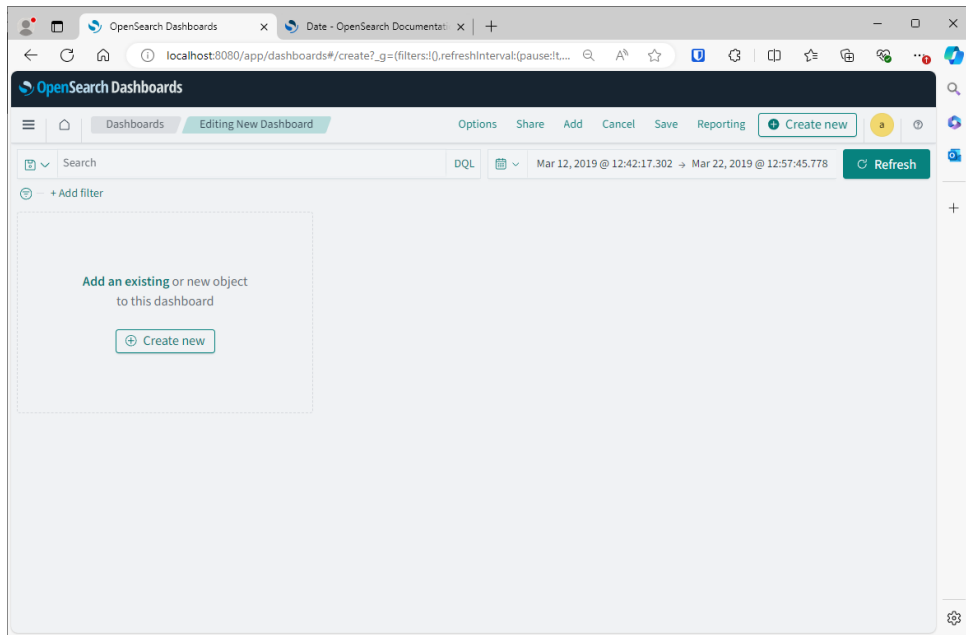 OpenSearch Dashboards
Date - OpenSearch Documentati
localhost:8080/app/dashboards#/create?_g=(filters:!(),refreshInterval:(pause:!t,...
OpenSearch Dashboards
Dashboards Editing New Dashboard Options Share Add Cancel Save Reporting Create new a
Search DQL Mar 12, 2019 @ 12:42:17.302 → Mar 22, 2019 @ 12:57:45.778 Refresh
+ Add filter
Add an existing or new object
to this dashboard
Create new